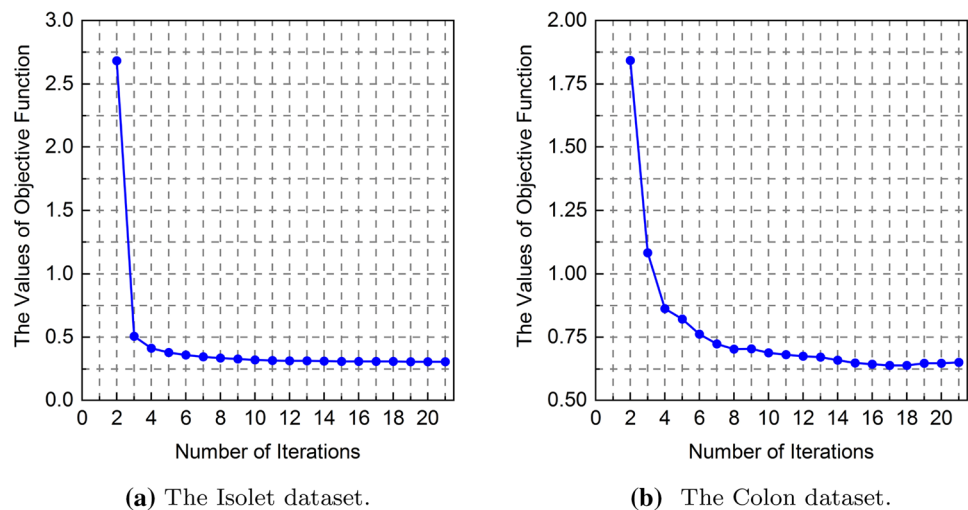 The Values of Objective Function
3.0
2.5
2.0
1.5
1.0
0.5
0.0
0 2 4 6 8 10 12 14 16 18 20
Number of Iterations
(a) The Isolet dataset.
The Values of Objective Function
2.00
1.75
1.50
1.25
1.00
0.75
0.50
0 2 4 6 8 10 12 14 16 18 20
Number of Iterations
(b) The Colon dataset.